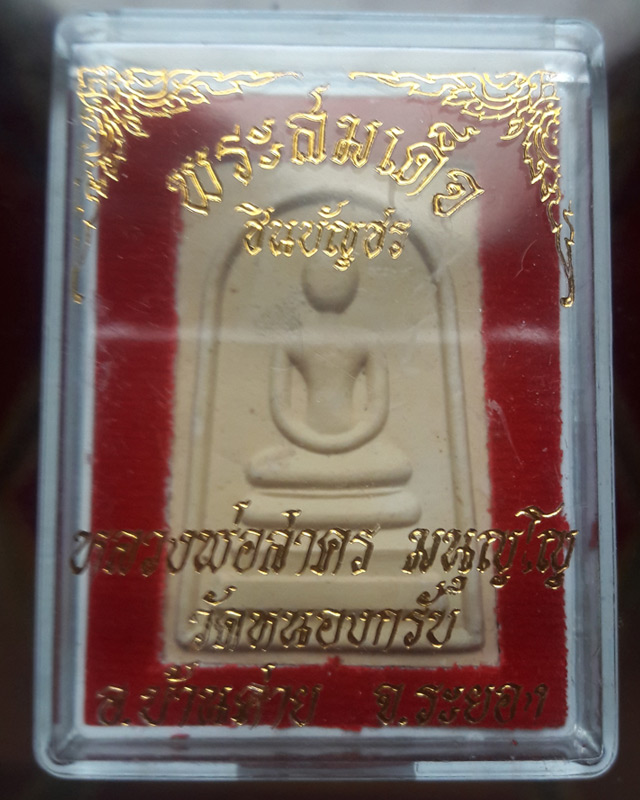 พระสมเด็จ
ชินบัญชร
หลวงพ่อสาคร มนุญโญ
วัดหนองกรับ
อ.บ้านค่าย จ.ระยอง